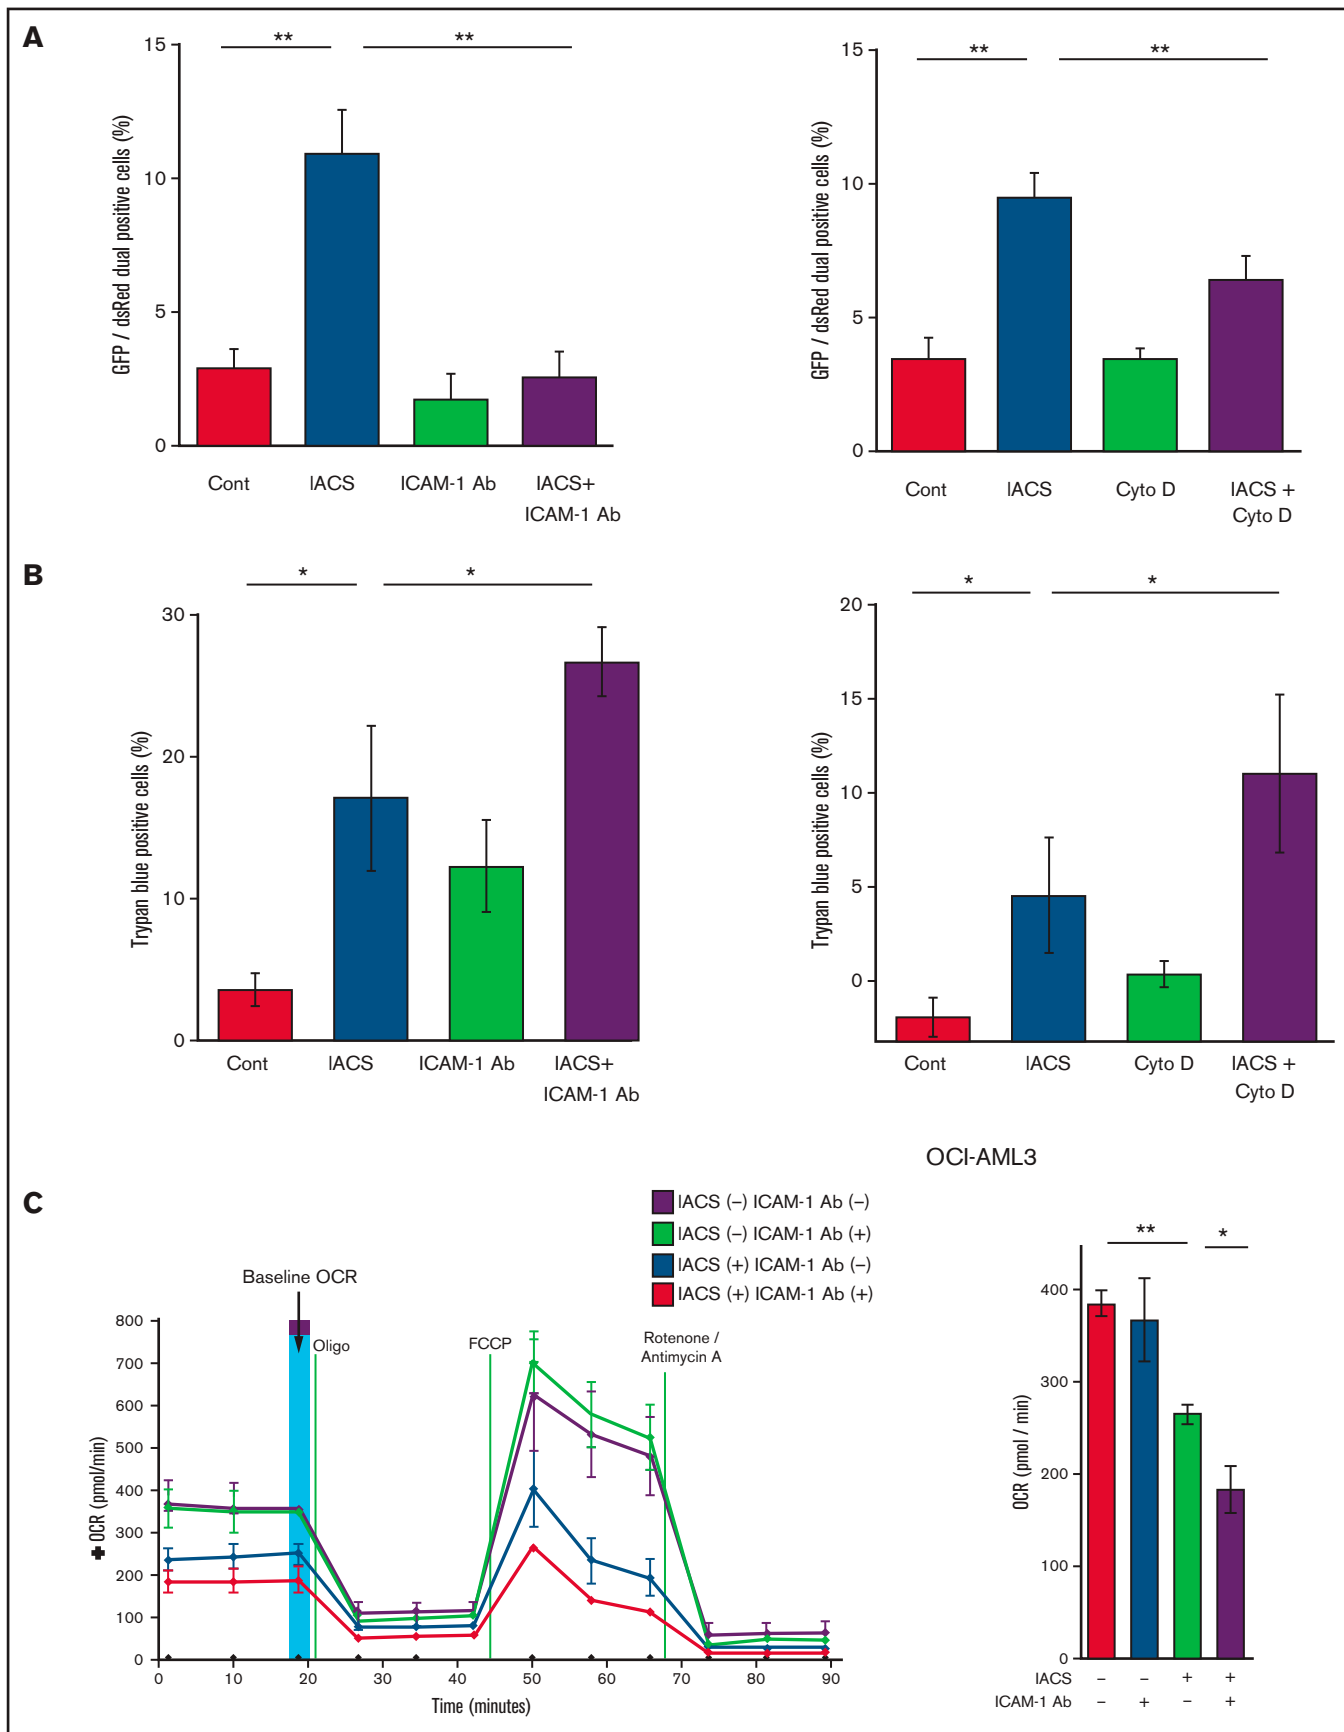 A
15
10
5
0
GFP / dsRed dual positive cells (%)
** **
Cont IACS ICAM-1 Ab IACS+
ICAM-1 Ab
15
10
5
0
GFP / dsRed dual positive cells (%)
** **
Cont IACS Cyto D IACS +
Cyto D
B
30
20
10
0
Trypan blue positive cells (%)
* *
Cont IACS ICAM-1 Ab IACS+
ICAM-1 Ab
20
15
10
5
0
Trypan blue positive cells (%)
* *
Cont IACS Cyto D IACS +
Cyto D
OCI-AML3
C
IACS (–) ICAM-1 Ab (–)
IACS (–) ICAM-1 Ab (+)
IACS (+) ICAM-1 Ab (–)
IACS (+) ICAM-1 Ab (+)
Baseline OCR
Oligo
FCCP
Rotenone /
Antimycin A
800
700
600
500
400
300
200
100
0
OCR (pmol/min)
0 10 20 30 40 50 60 70 80 90
Time (minutes)
** *
400
300
200
100
0
OCR (pmol / min)
IACS – – + +
ICAM-1 Ab – + – +